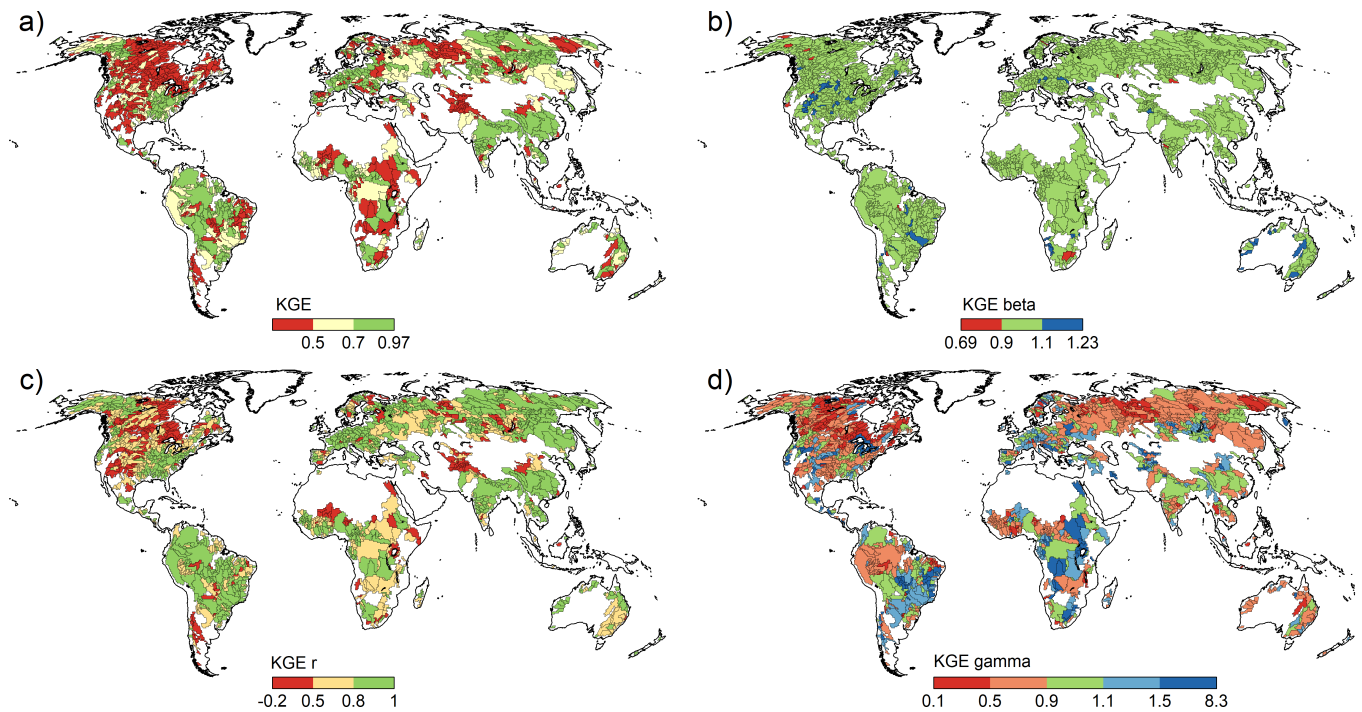 a)
b)
KGE
0.5 0.7 0.97
KGE beta
0.69 0.9 1.1 1.23
c)
d)
KGE r
-0.2 0.5 0.8 1
KGE gamma
0.1 0.5 0.9 1.1 1.5 8.3